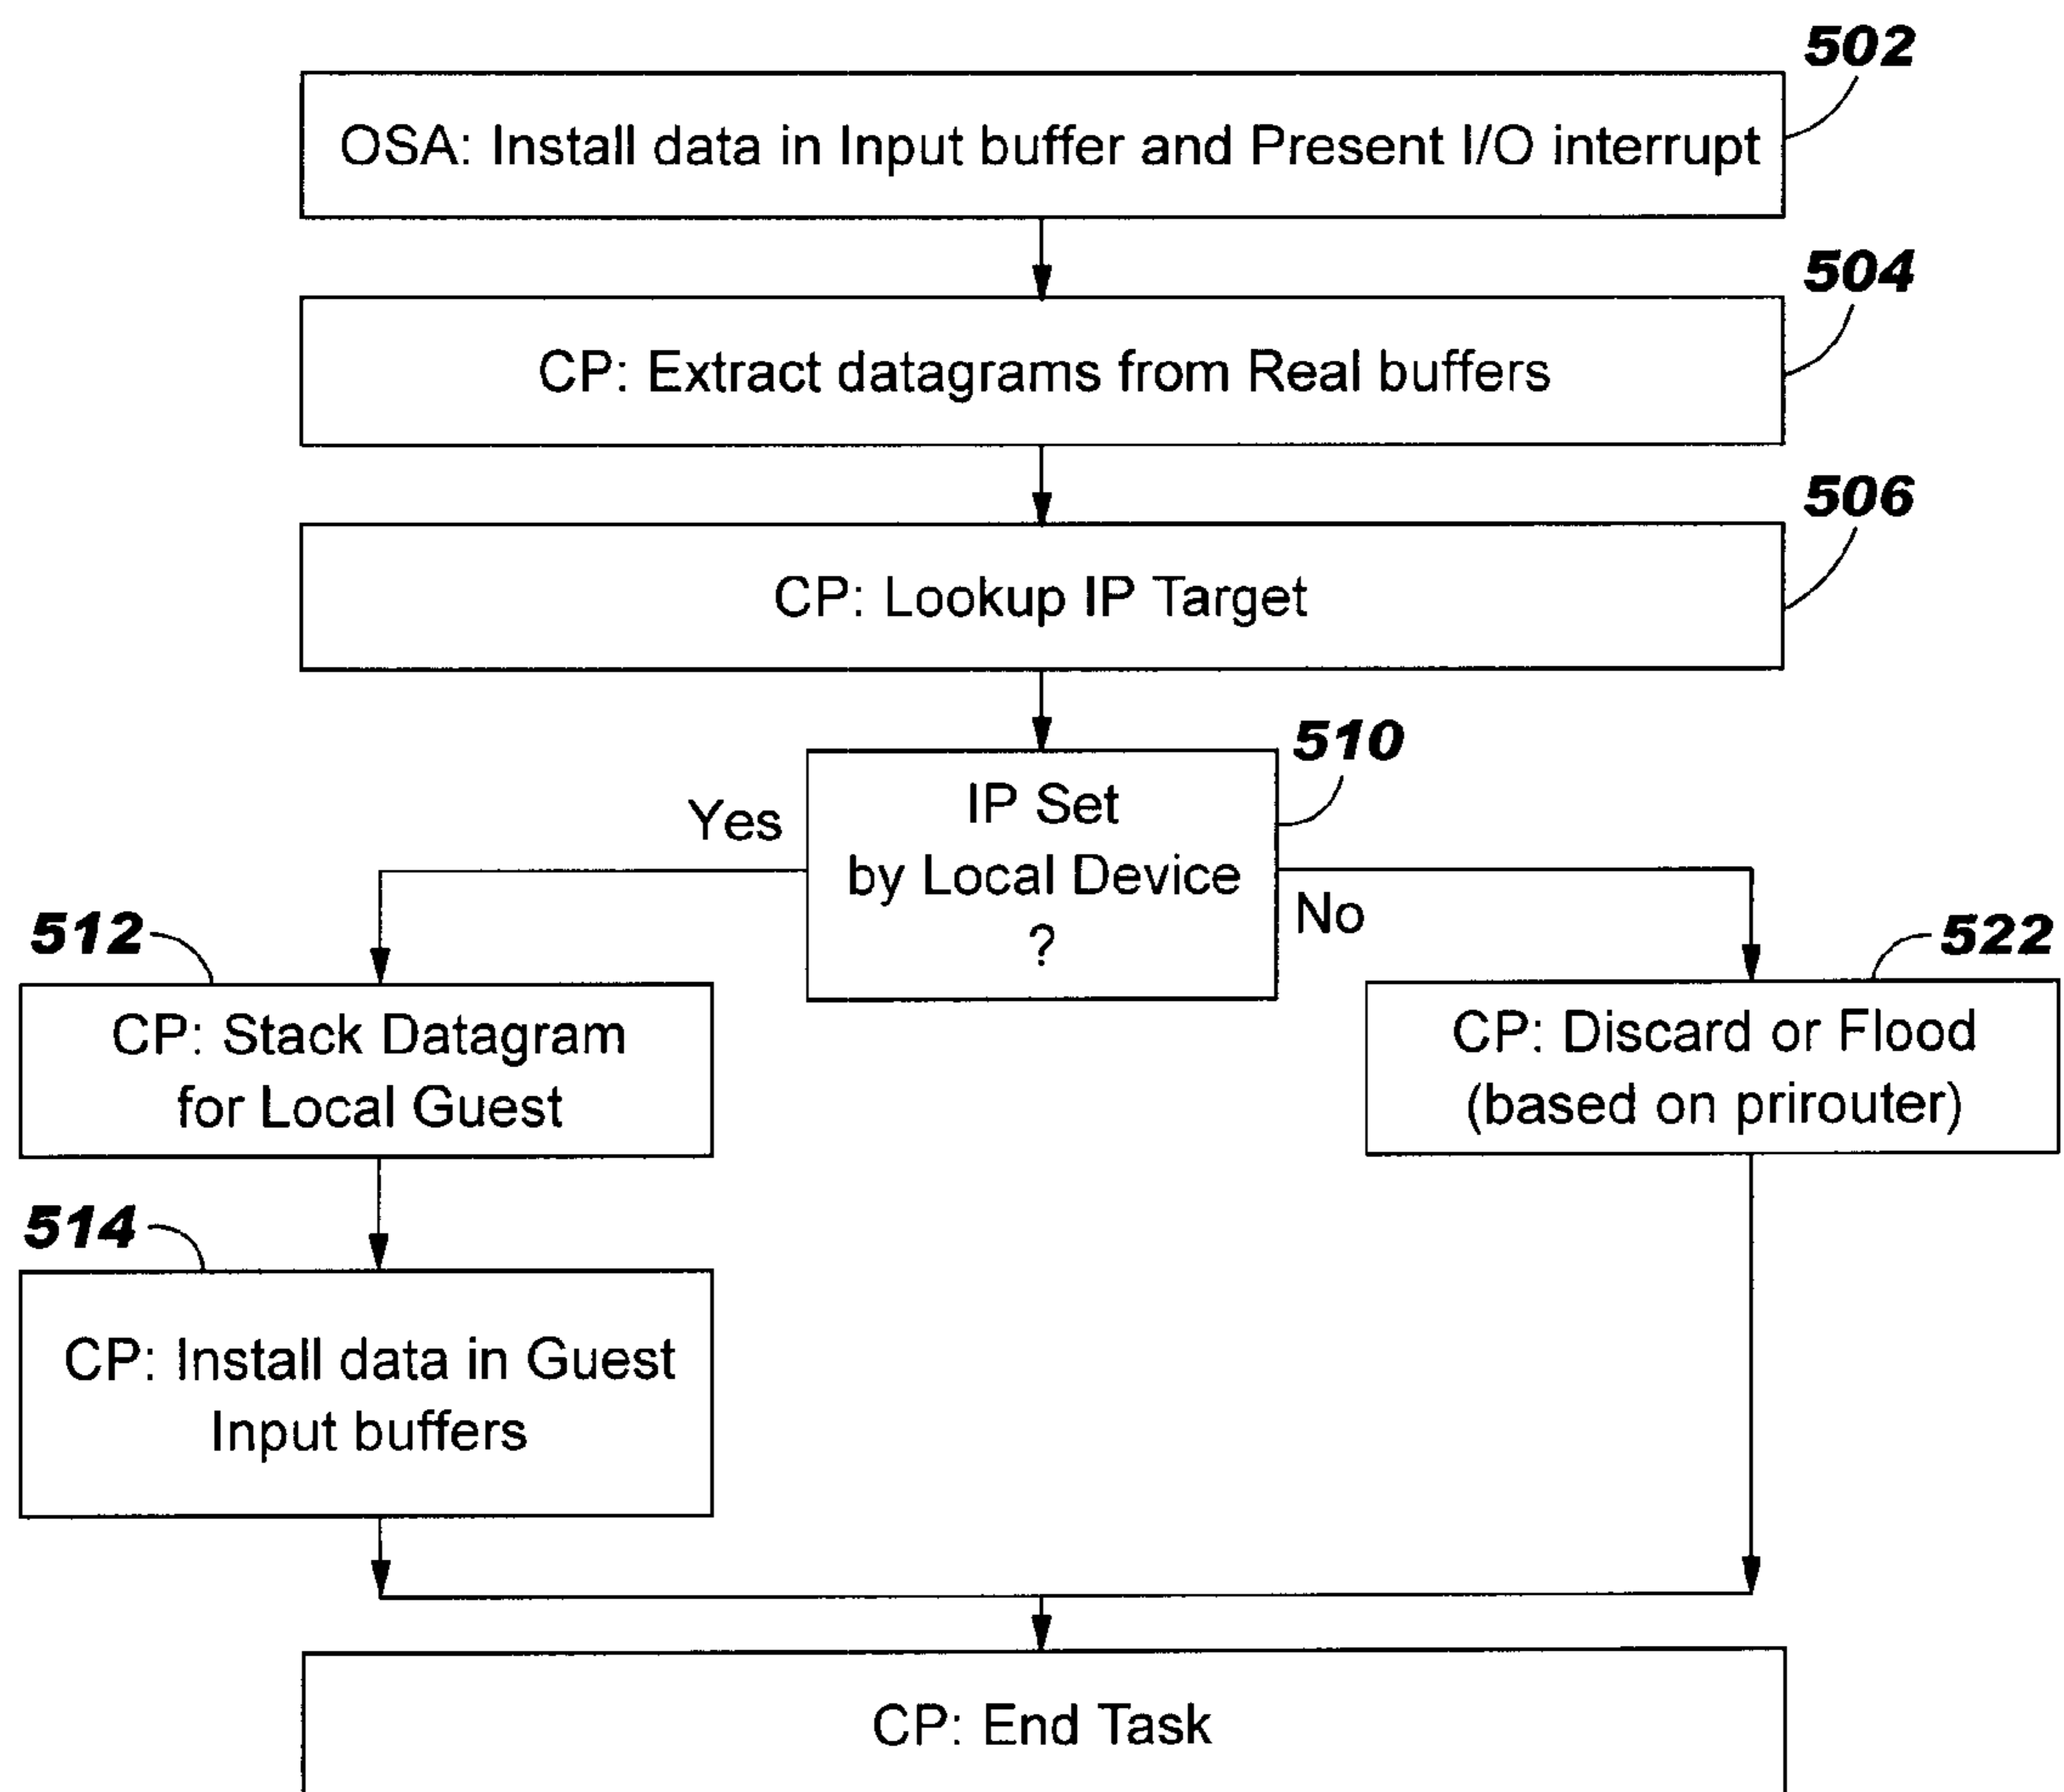 502
OSA: Install data in Input buffer and Present I/O interrupt
504
CP: Extract datagrams from Real buffers
506
CP: Lookup IP Target
510
IP Set
by Local Device
?
Yes
No
512
CP: Stack Datagram
for Local Guest
522
CP: Discard or Flood
(based on prirouter)
514
CP: Install data in Guest
Input buffers
CP: End Task